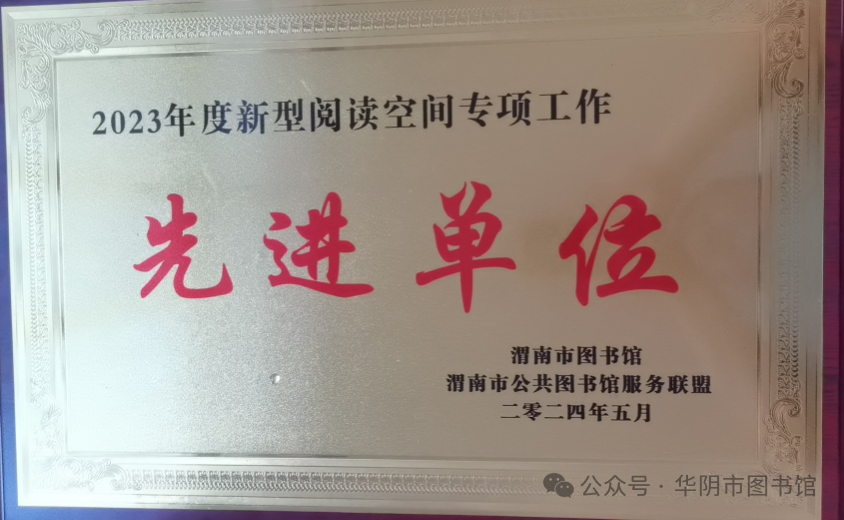 2023年度新型阅读空间专项工作
先进单位
渭南市图书馆
渭南市公共图书馆服务联盟
二零二四年五月
公众号·华阴市图书馆